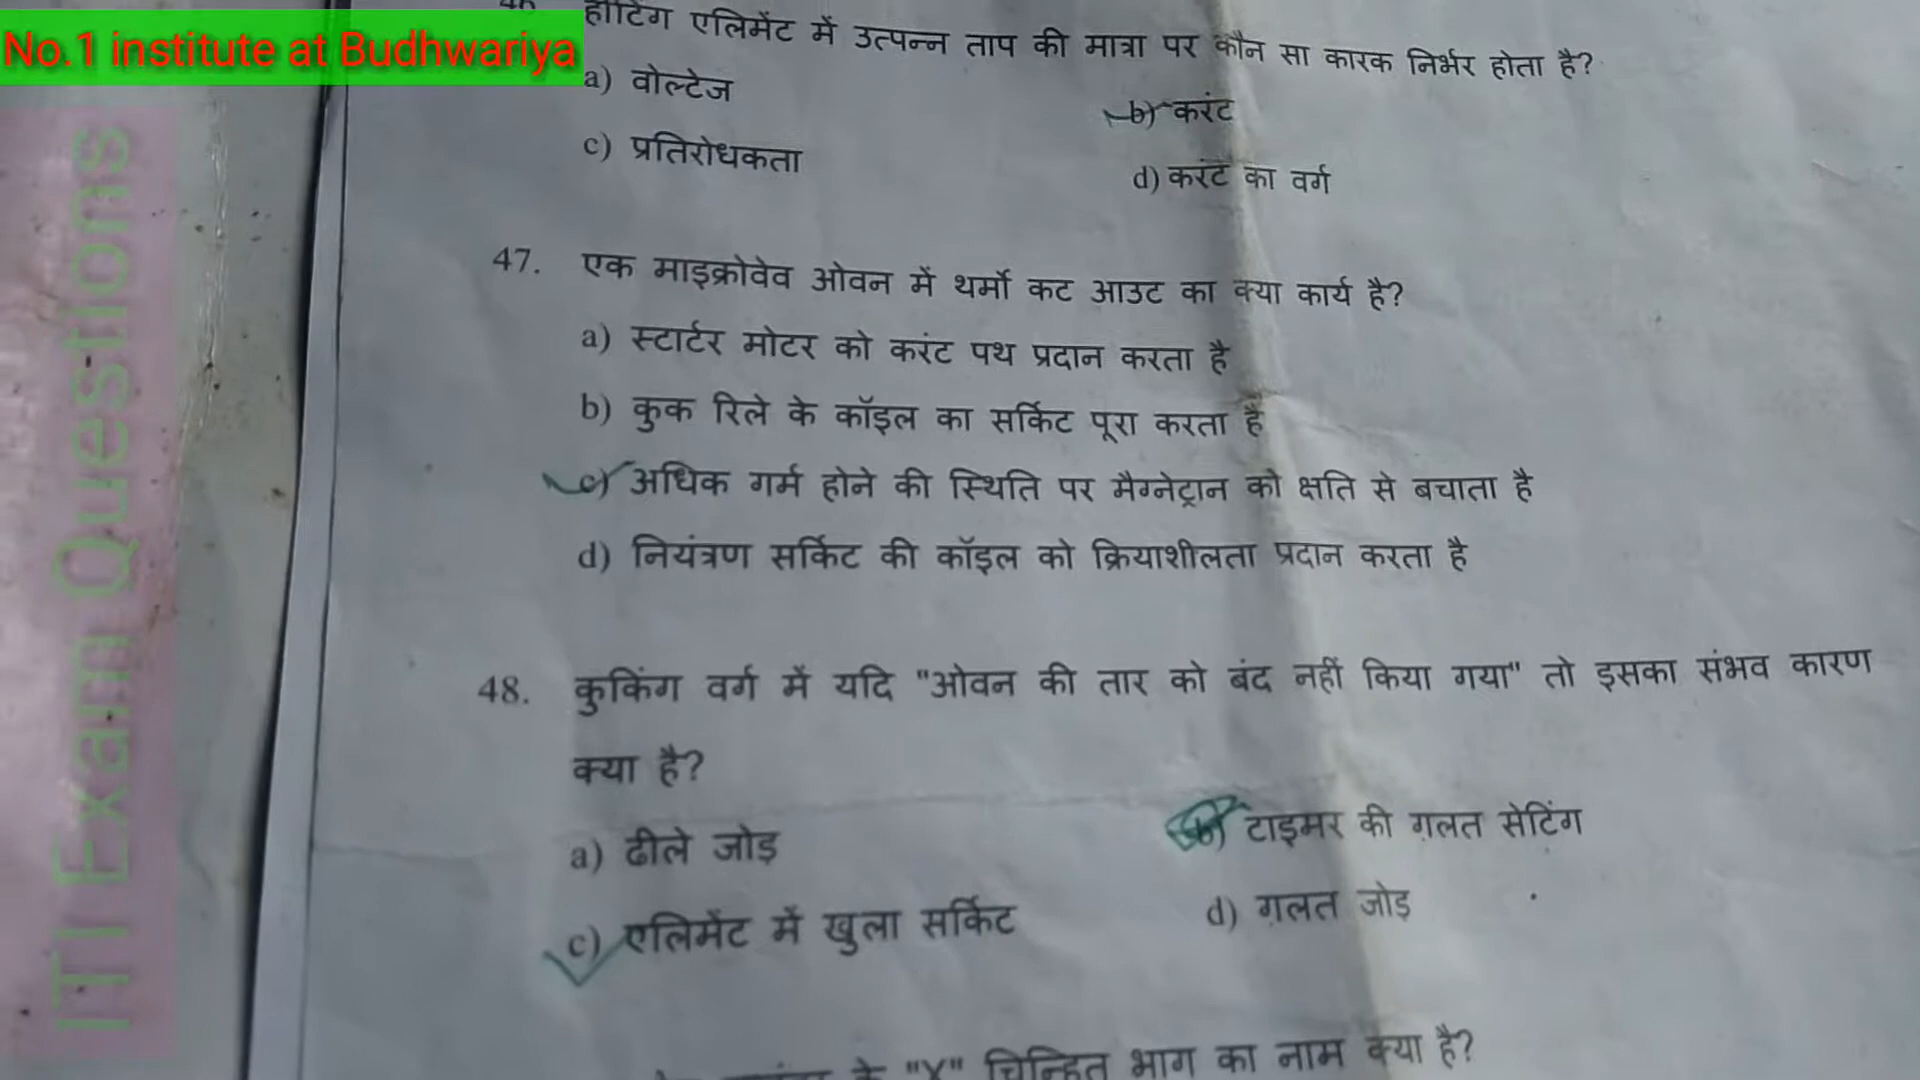 No.1 institute at Budhwariya
ITI Exam Questions
हीटिंग एलिमेंट में उत्पन्न ताप की मात्रा पर कौन सा कारक निर्भर होता है?
a) वोल्टेज
b) करंट
c) प्रतिरोधकता
d) करंट का वर्ग
47. एक माइक्रोवेव ओवन में थर्मो कट आउट का क्या कार्य है?
a) स्टार्टर मोटर को करंट पथ प्रदान करता है
b) कुक रिले के कॉइल का सर्किट पूरा करता है
c) अधिक गर्म होने की स्थिति पर मैग्नेट्रान को क्षति से बचाता है
d) नियंत्रण सर्किट की कॉइल को क्रियाशीलता प्रदान करता है
48. कुकिंग वर्ग में यदि "ओवन की तार को बंद नहीं किया गया" तो इसका संभव कारण
क्या है?
a) ढीले जोड़
b) टाइमर की ग़लत सेटिंग
c) एलिमेंट में खुला सर्किट
d) ग़लत जोड़
के "X" चिन्हित भाग का नाम क्या है?